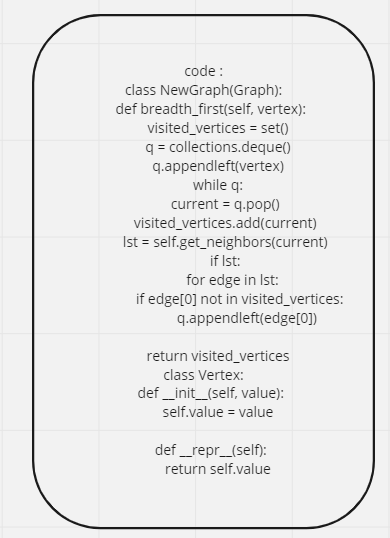 code :
class NewGraph(Graph):
def breadth_first(self, vertex):
visited_vertices = set()
q = collections.deque()
q.appendleft(vertex)
while q:
current = q.pop()
visited_vertices.add(current)
lst = self.get_neighbors(current)
if lst:
for edge in lst:
if edge[0] not in visited_vertices:
q.appendleft(edge[0])
return visited_vertices
class Vertex:
def __init__(self, value):
self.value = value
def __repr__(self):
return self.value